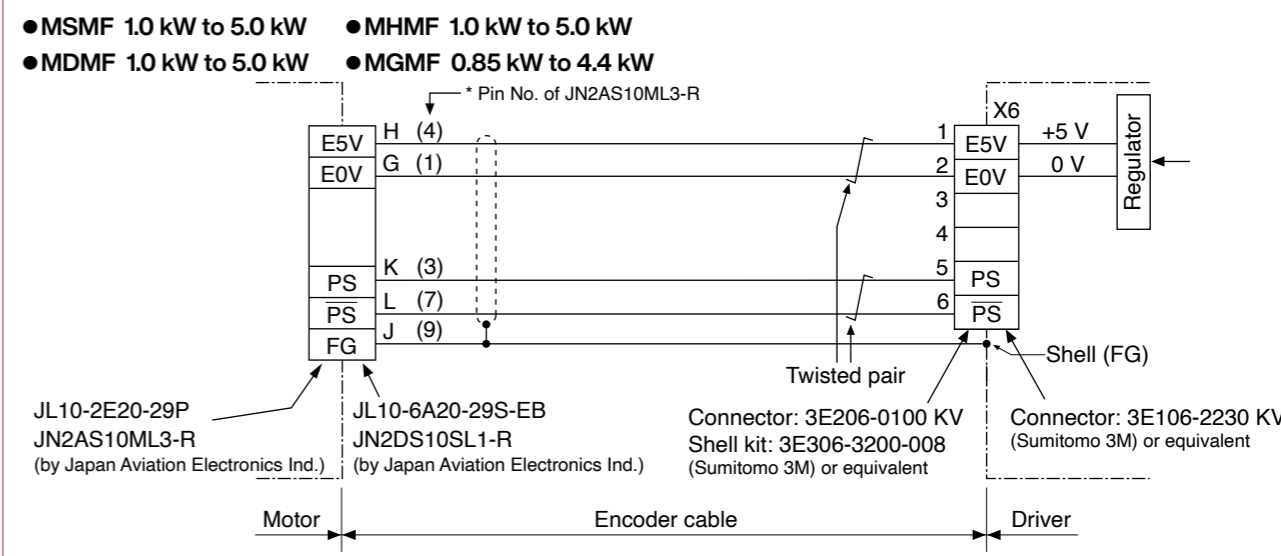 ●MSMF 1.0 kW to 5.0 kW ●MHMF 1.0 kW to 5.0 kW
●MDMF 1.0 kW to 5.0 kW ●MGMF 0.85 kW to 4.4 kW
* Pin No. of JN2AS10ML3-R
X6
E5V H (4) 1 E5V +5 V
E0V G (1) 2 E0V 0 V
Regulator
3
4
PS K (3) 5 PS
P̅S̅ L (7) 6 P̅S̅
FG J (9)
Shell (FG)
Twisted pair
JL10-2E20-29P
JN2AS10ML3-R
(by Japan Aviation Electronics Ind.)
JL10-6A20-29S-EB
JN2DS10SL1-R
(by Japan Aviation Electronics Ind.)
Connector: 3E206-0100 KV
Shell kit: 3E306-3200-008
(Sumitomo 3M) or equivalent
Connector: 3E106-2230 KV
(Sumitomo 3M) or equivalent
Motor Encoder cable Driver